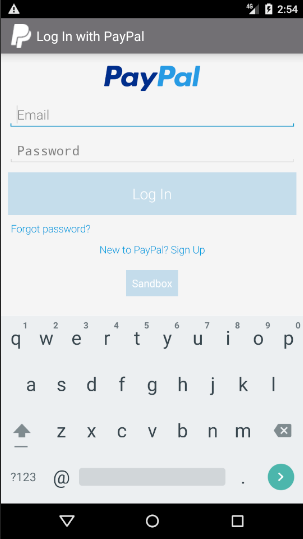 4G 2:54
Log In with PayPal
PayPal
Email
Password
Log In
Forgot password?
New to PayPal? Sign Up
Sandbox
1 2 3 4 5 6 7 8 9 0
q w e r t y u i o p
a s d f g h j k l
z x c v b n m
?123 @ .